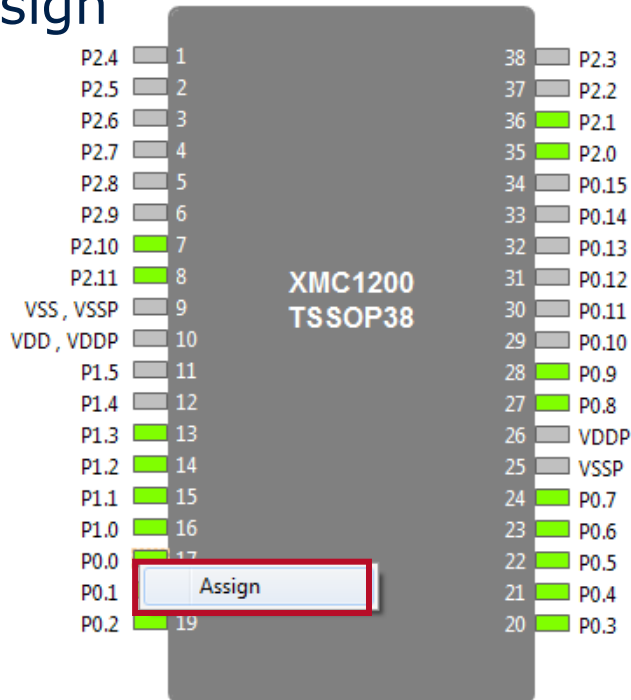 ssign
P2.4 1 38 P2.3
P2.5 2 37 P2.2
P2.6 3 36 P2.1
P2.7 4 35 P2.0
P2.8 5 34 P0.15
P2.9 6 33 P0.14
P2.10 7 32 P0.13
P2.11 8 31 P0.12
XMC1200
TSSOP38
VSS , VSSP 9 30 P0.11
VDD , VDDP 10 29 P0.10
P1.5 11 28 P0.9
P1.4 12 27 P0.8
P1.3 13 26 VDDP
P1.2 14 25 VSSP
P1.1 15 24 P0.7
P1.0 16 23 P0.6
P0.0 17 22 P0.5
P0.1 Assign 21 P0.4
P0.2 19 20 P0.3